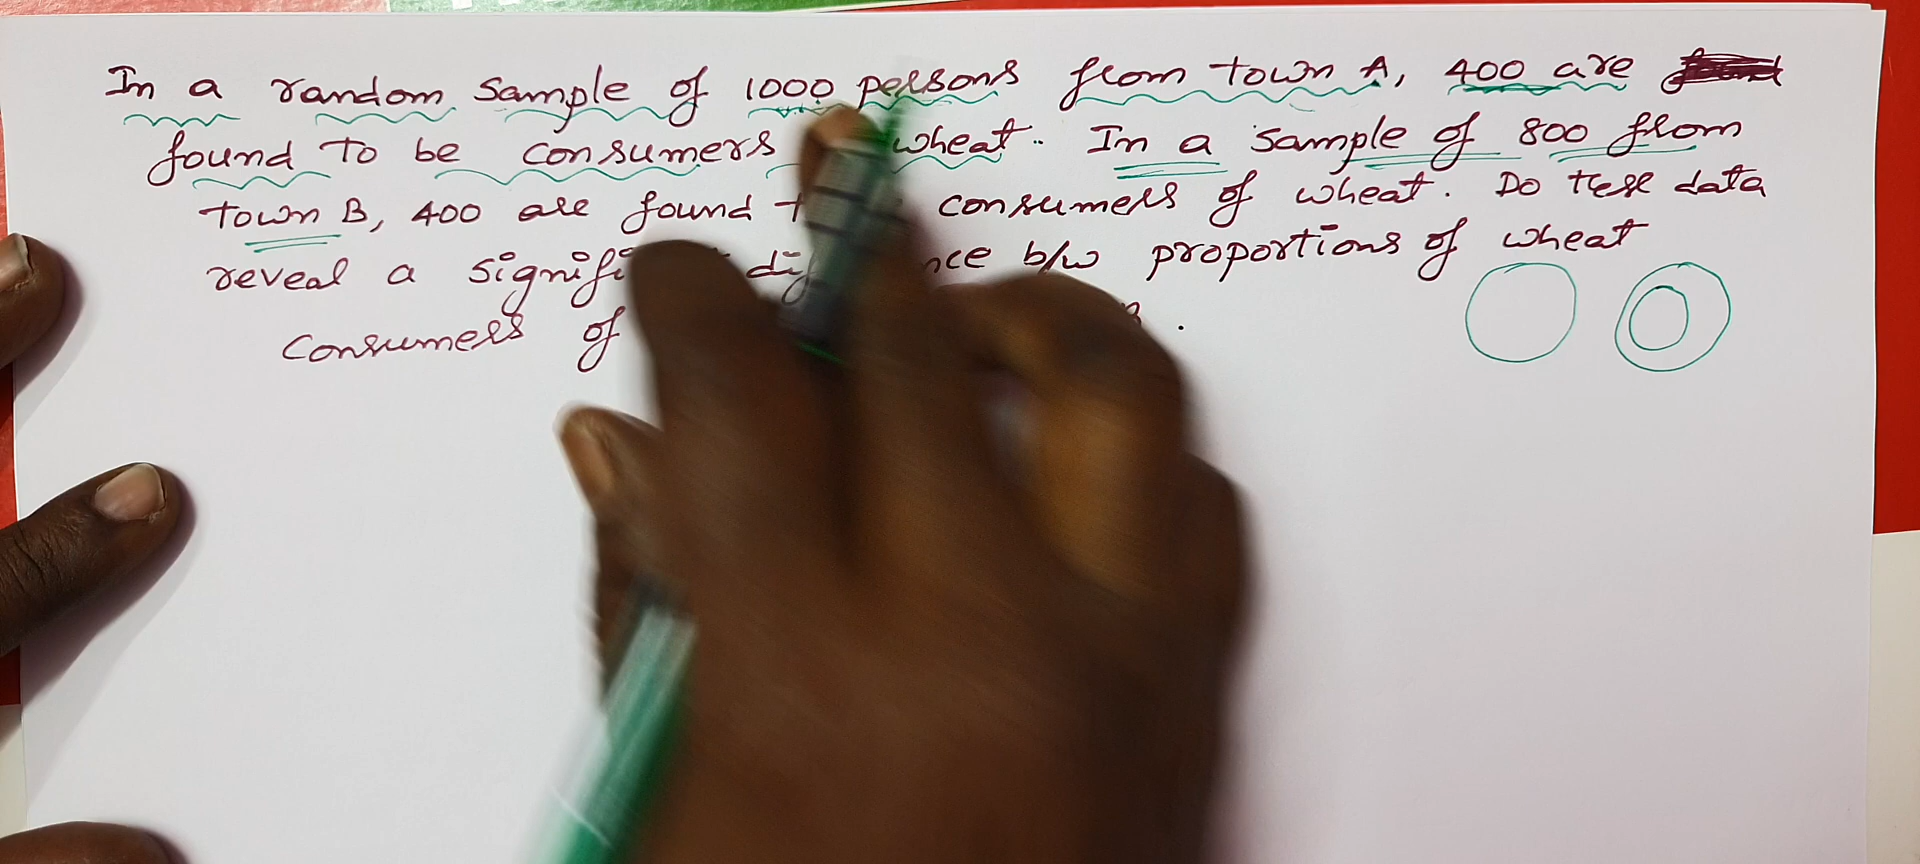 In a random sample of 1000 persons from town A, 400 are
found to be consumers wheat. In a sample of 800 from
town B, 400 are found consumers of wheat. Do these data
reveal a b/w proportions of wheat
consumers of